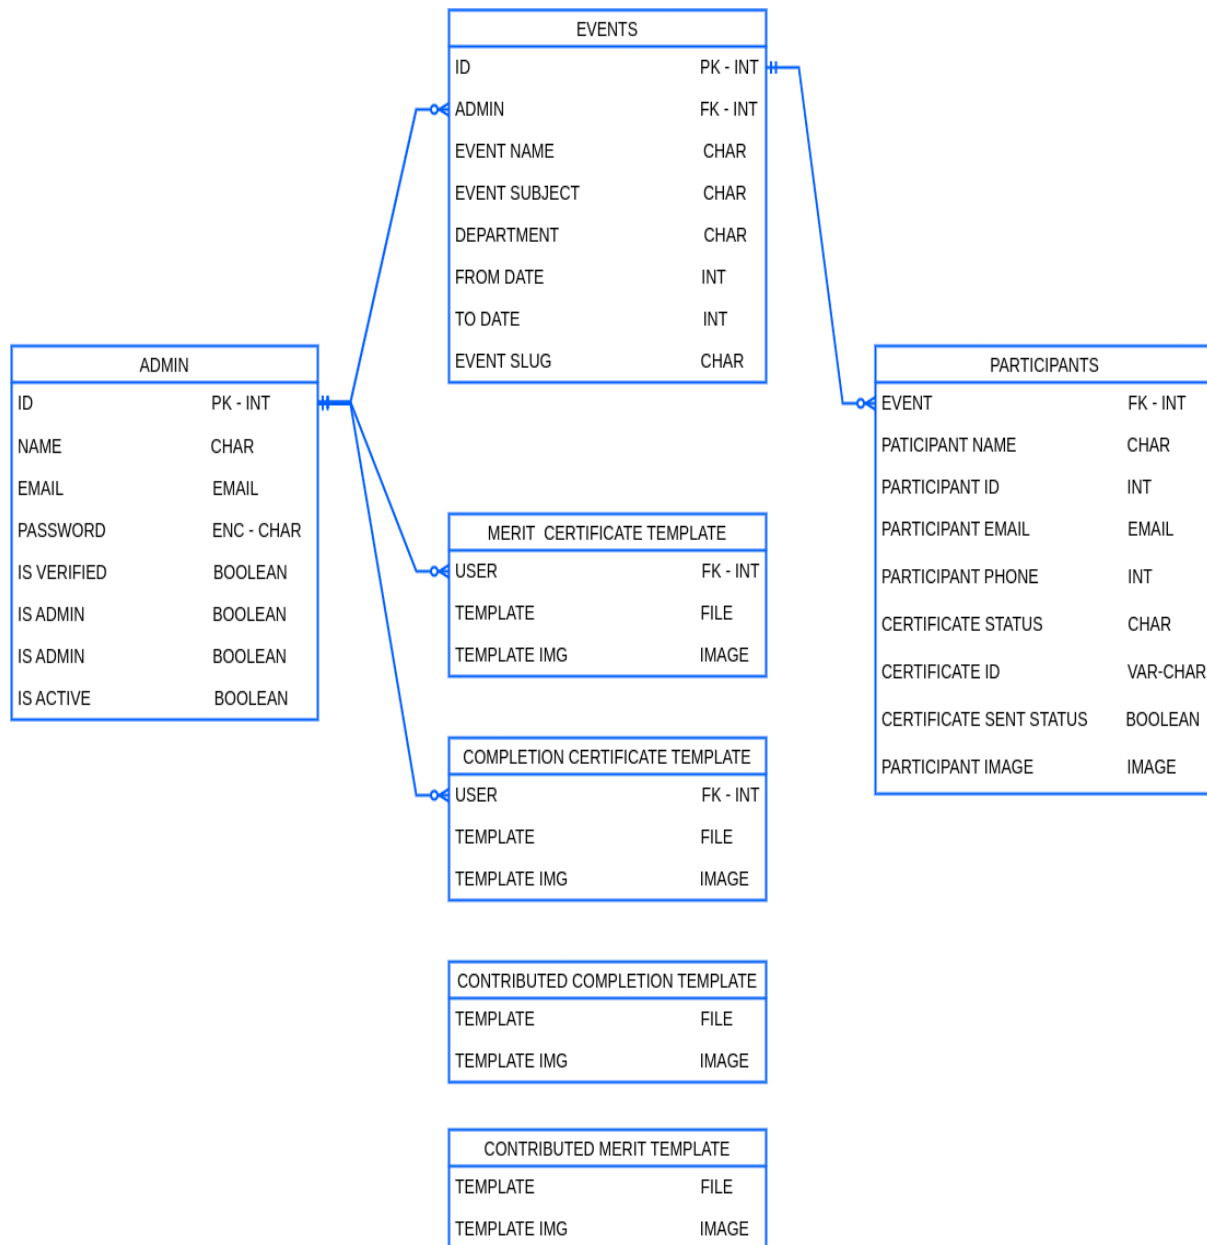 EVENTS
ID PK - INT
ADMIN FK - INT
EVENT NAME CHAR
EVENT SUBJECT CHAR
DEPARTMENT CHAR
FROM DATE INT
TO DATE INT
EVENT SLUG CHAR
ADMIN
ID PK - INT
NAME CHAR
EMAIL EMAIL
PASSWORD ENC - CHAR
IS VERIFIED BOOLEAN
IS ADMIN BOOLEAN
IS ADMIN BOOLEAN
IS ACTIVE BOOLEAN
PARTICIPANTS
EVENT FK - INT
PATICIPANT NAME CHAR
PARTICIPANT ID INT
PARTICIPANT EMAIL EMAIL
PARTICIPANT PHONE INT
CERTIFICATE STATUS CHAR
CERTIFICATE ID VAR-CHAR
CERTIFICATE SENT STATUS BOOLEAN
PARTICIPANT IMAGE IMAGE
MERIT CERTIFICATE TEMPLATE
USER FK - INT
TEMPLATE FILE
TEMPLATE IMG IMAGE
COMPLETION CERTIFICATE TEMPLATE
USER FK - INT
TEMPLATE FILE
TEMPLATE IMG IMAGE
CONTRIBUTED COMPLETION TEMPLATE
TEMPLATE FILE
TEMPLATE IMG IMAGE
CONTRIBUTED MERIT TEMPLATE
TEMPLATE FILE
TEMPLATE IMG IMAGE